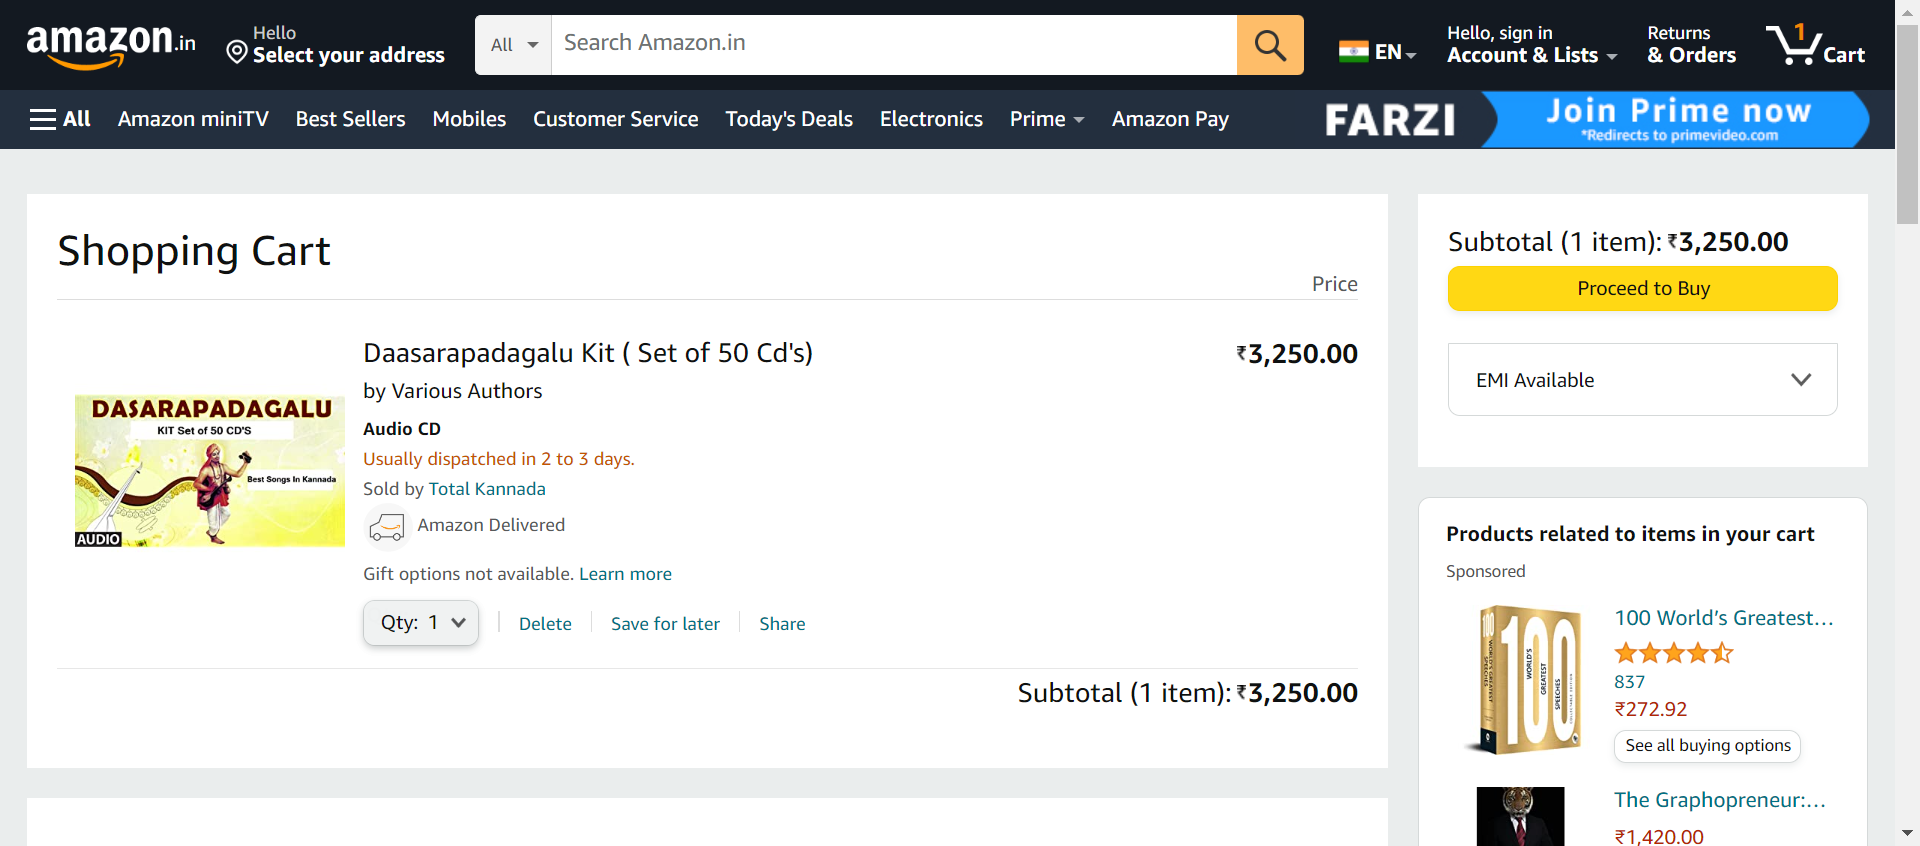 amazon.in
Hello
Select your address
All
Search Amazon.in
EN
Hello, sign in
Account & Lists
Returns
& Orders
1
Cart
All
Amazon miniTV
Best Sellers
Mobiles
Customer Service
Today's Deals
Electronics
Prime
Amazon Pay
FARZI
Join Prime now
*Redirects to primevideo.com
Shopping Cart
Price
DASARAPADAGALU
KIT Set of 50 CD'S
Best Songs In Kannada
AUDIO
Daasarapadagalu Kit ( Set of 50 Cd's)
₹3,250.00
by Various Authors
Audio CD
Usually dispatched in 2 to 3 days.
Sold by Total Kannada
Amazon Delivered
Gift options not available. Learn more
Qty: 1
Delete
Save for later
Share
Subtotal (1 item): ₹3,250.00
Subtotal (1 item): ₹3,250.00
Proceed to Buy
EMI Available
Products related to items in your cart
Sponsored
100
WORLD'S
GREATEST
SPEECHES
100 World’s Greatest…
837
₹272.92
See all buying options
The Graphopreneur:…
₹1,420.00